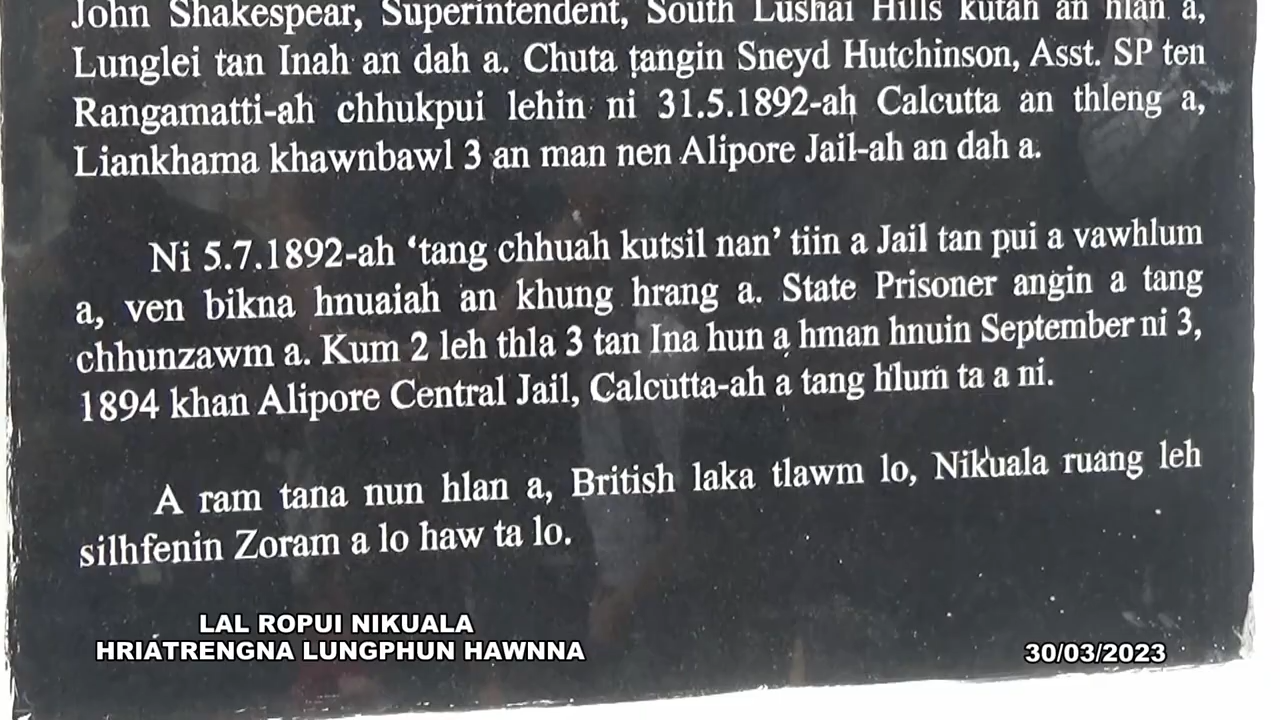 John Shakespear, Superintendent, South Lushai Hills kutah an hlan a,
Lunglei tan Inah an dah a. Chuta ṭangin Sneyd Hutchinson, Asst. SP ten
Rangamatti-ah chhukpui lehin ni 31.5.1892-ah Calcutta an thleng a,
Liankhama khawnbawl 3 an man nen Alipore Jail-ah an dah a.
Ni 5.7.1892-ah ‘tang chhuah kutsil nan’ tiin a Jail tan pui a vawhlum
a, ven bikna hnuaiah an khung hrang a. State Prisoner angin a tang
chhunzawm a. Kum 2 leh thla 3 tan Ina hun a hman hnuin September ni 3,
1894 khan Alipore Central Jail, Calcutta-ah a tang hlum ta a ni.
A ram tana nun hlan a, British laka tlawm lo, Nikuala ruang leh
silhfenin Zoram a lo haw ta lo.
LAL ROPUI NIKUALA
HRIATRENGNA LUNGPHUN HAWNNA
30/03/2023